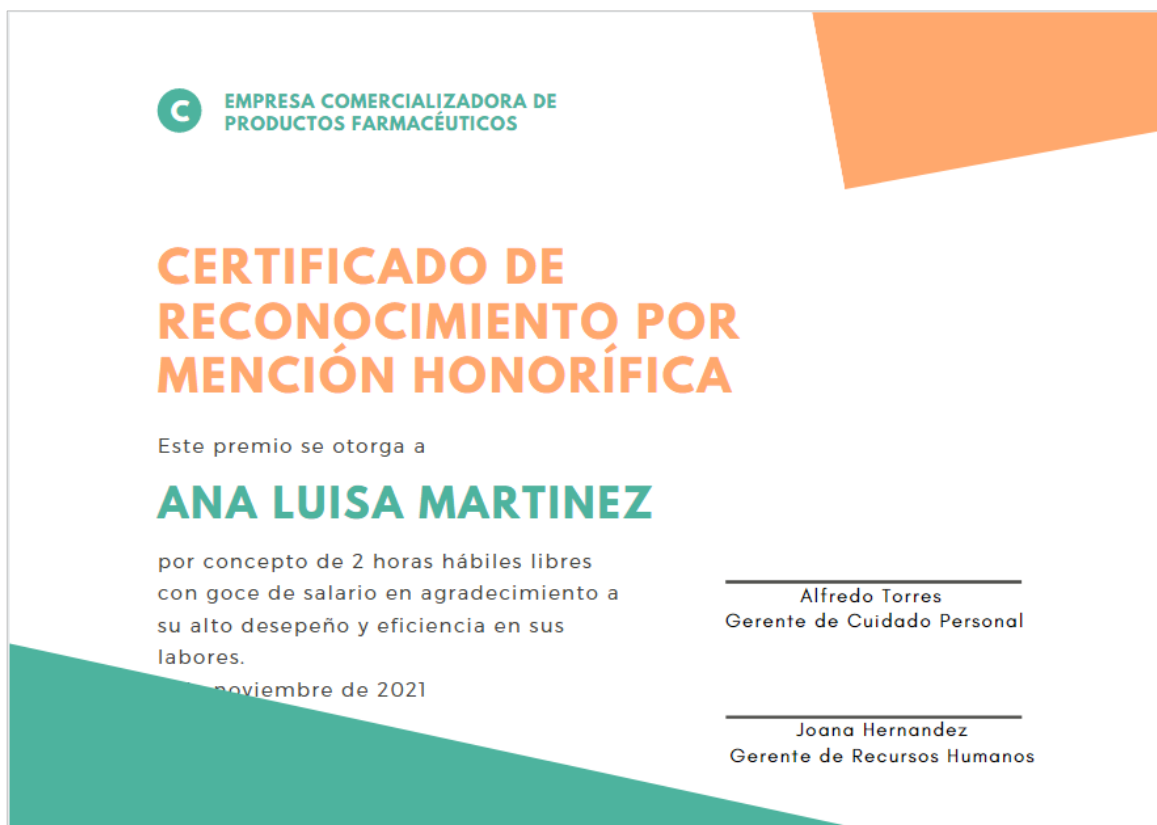 C
EMPRESA COMERCIALIZADORA DE
PRODUCTOS FARMACÉUTICOS
CERTIFICADO DE
RECONOCIMIENTO POR
MENCIÓN HONORÍFICA
Este premio se otorga a
ANA LUISA MARTINEZ
por concepto de 2 horas hábiles libres
con goce de salario en agradecimiento a
su alto desepeño y eficiencia en sus
labores.
noviembre de 2021
Alfredo Torres
Gerente de Cuidado Personal
Joana Hernandez
Gerente de Recursos Humanos